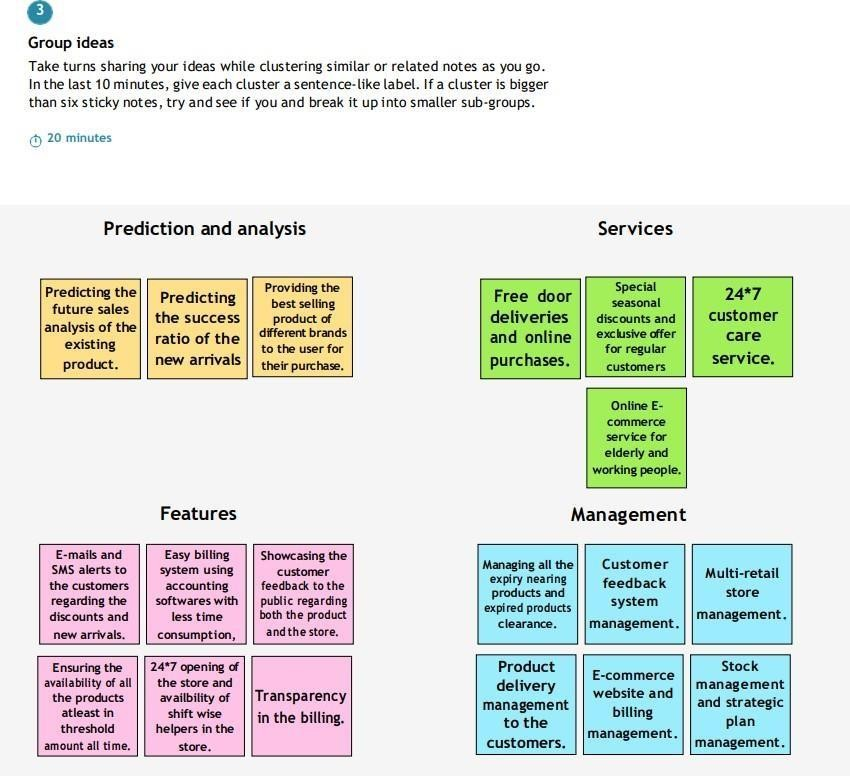 3
Group ideas
Take turns sharing your ideas while clustering similar or related notes as you go.
In the last 10 minutes, give each cluster a sentence-like label. If a cluster is bigger
than six sticky notes, try and see if you and break it up into smaller sub-groups.
20 minutes
Prediction and analysis
Predicting the
future sales
analysis of the
existing
product.
Predicting
the success
ratio of the
new arrivals
Providing the
best selling
product of
different brands
to the user for
their purchase.
Services
Free door
deliveries
and online
purchases.
Special
seasonal
discounts and
exclusive offer
for regular
customers
24*7
customer
care
service.
Online E-
commerce
service for
elderly and
working people.
Features
E-mails and
SMS alerts to
the customers
regarding the
discounts and
new arrivals.
Easy billing
system using
accounting
softwares with
less time
consumption,
Showcasing the
customer
feedback to the
public regarding
both the product
and the store.
Ensuring the
availability of all
the products
atleast in
threshold
amount all time.
24*7 opening of
the store and
availbility of
shift wise
helpers in the
store.
Transparency
in the billing.
Management
Managing all the
expiry nearing
products and
expired products
clearance.
Customer
feedback
system
management.
Multi-retail
store
management.
Product
delivery
management
to the
customers.
E-commerce
website and
billing
management.
Stock
management
and strategic
plan
management.